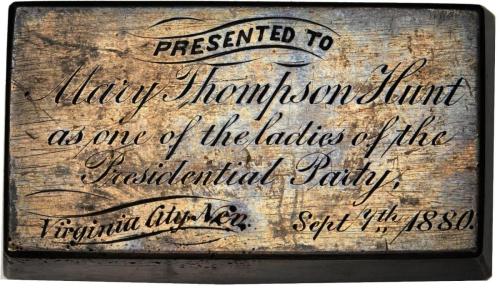 PRESENTED TO
Mary Thompson Hunt
as one of the ladies of the
Presidential Party,
Virginia City Nev. Sept 7th 1880.